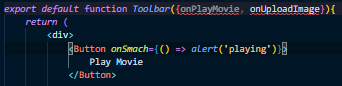 export default function Toolbar({onPlayMovie, onUploadImage}){
return (
<div>
<Button onSmach={() => alert('playing')}>
Play Movie
</Button>